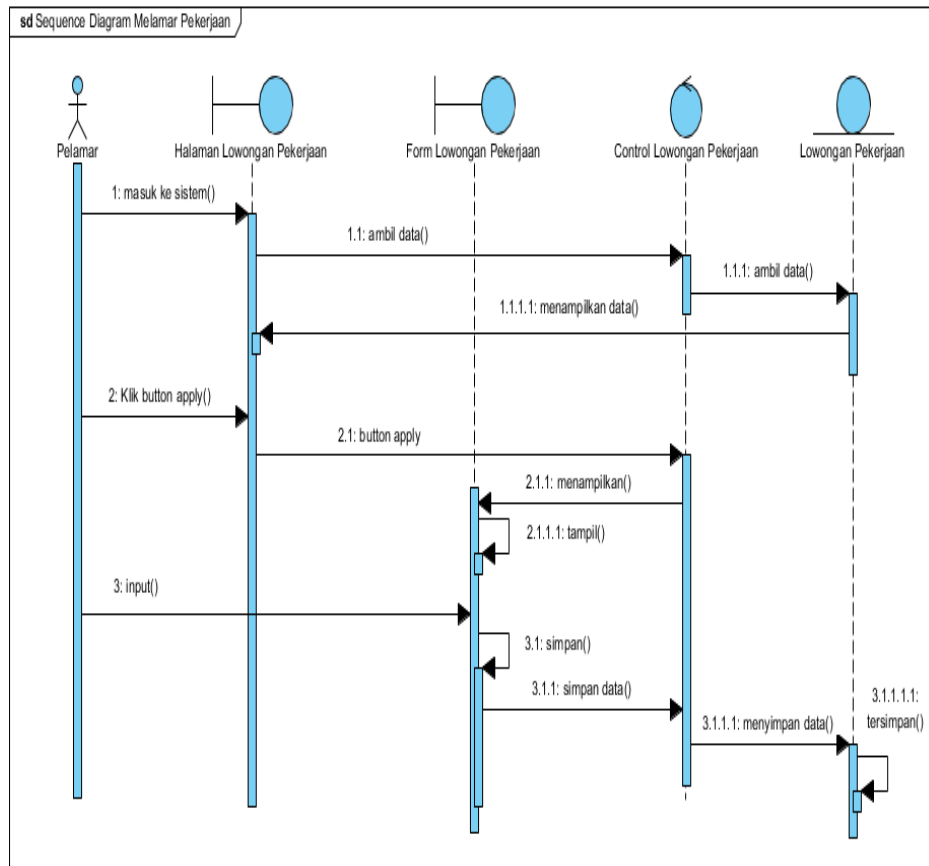 sd Sequence Diagram Melamar Pekerjaan
Pelamar
Halaman Lowongan Pekerjaan
Form Lowongan Pekerjaan
Control Lowongan Pekerjaan
Lowongan Pekerjaan
1: masuk ke sistem()
1.1: ambil data()
1.1.1: ambil data()
1.1.1.1: menampilkan data()
2: Klik button apply()
2.1: button apply
2.1.1: menampilkan()
2.1.1.1: tampil()
3: input()
3.1: simpan()
3.1.1: simpan data()
3.1.1.1: menyimpan data()
3.1.1.1.1:
tersimpan()